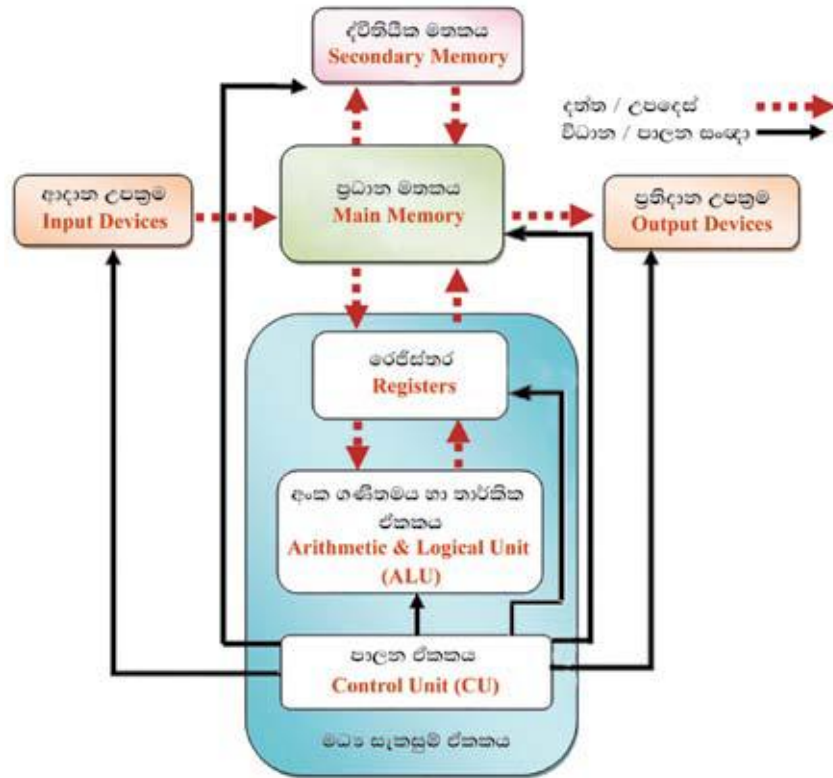 ද්විතියීක මතකය
Secondary Memory
දත්ත / උපදෙස්
විධාන / පාලන සංඥා
ආදාන උපක්‍රම
Input Devices
ප්‍රධාන මතකය
Main Memory
ප්‍රතිදාන උපක්‍රම
Output Devices
රෙජිස්තර
Registers
අංක ගණිතමය හා තාර්කික
ඒකකය
Arithmetic & Logical Unit
(ALU)
පාලන ඒකකය
Control Unit (CU)
මධ්‍ය සැකසුම් ඒකකය